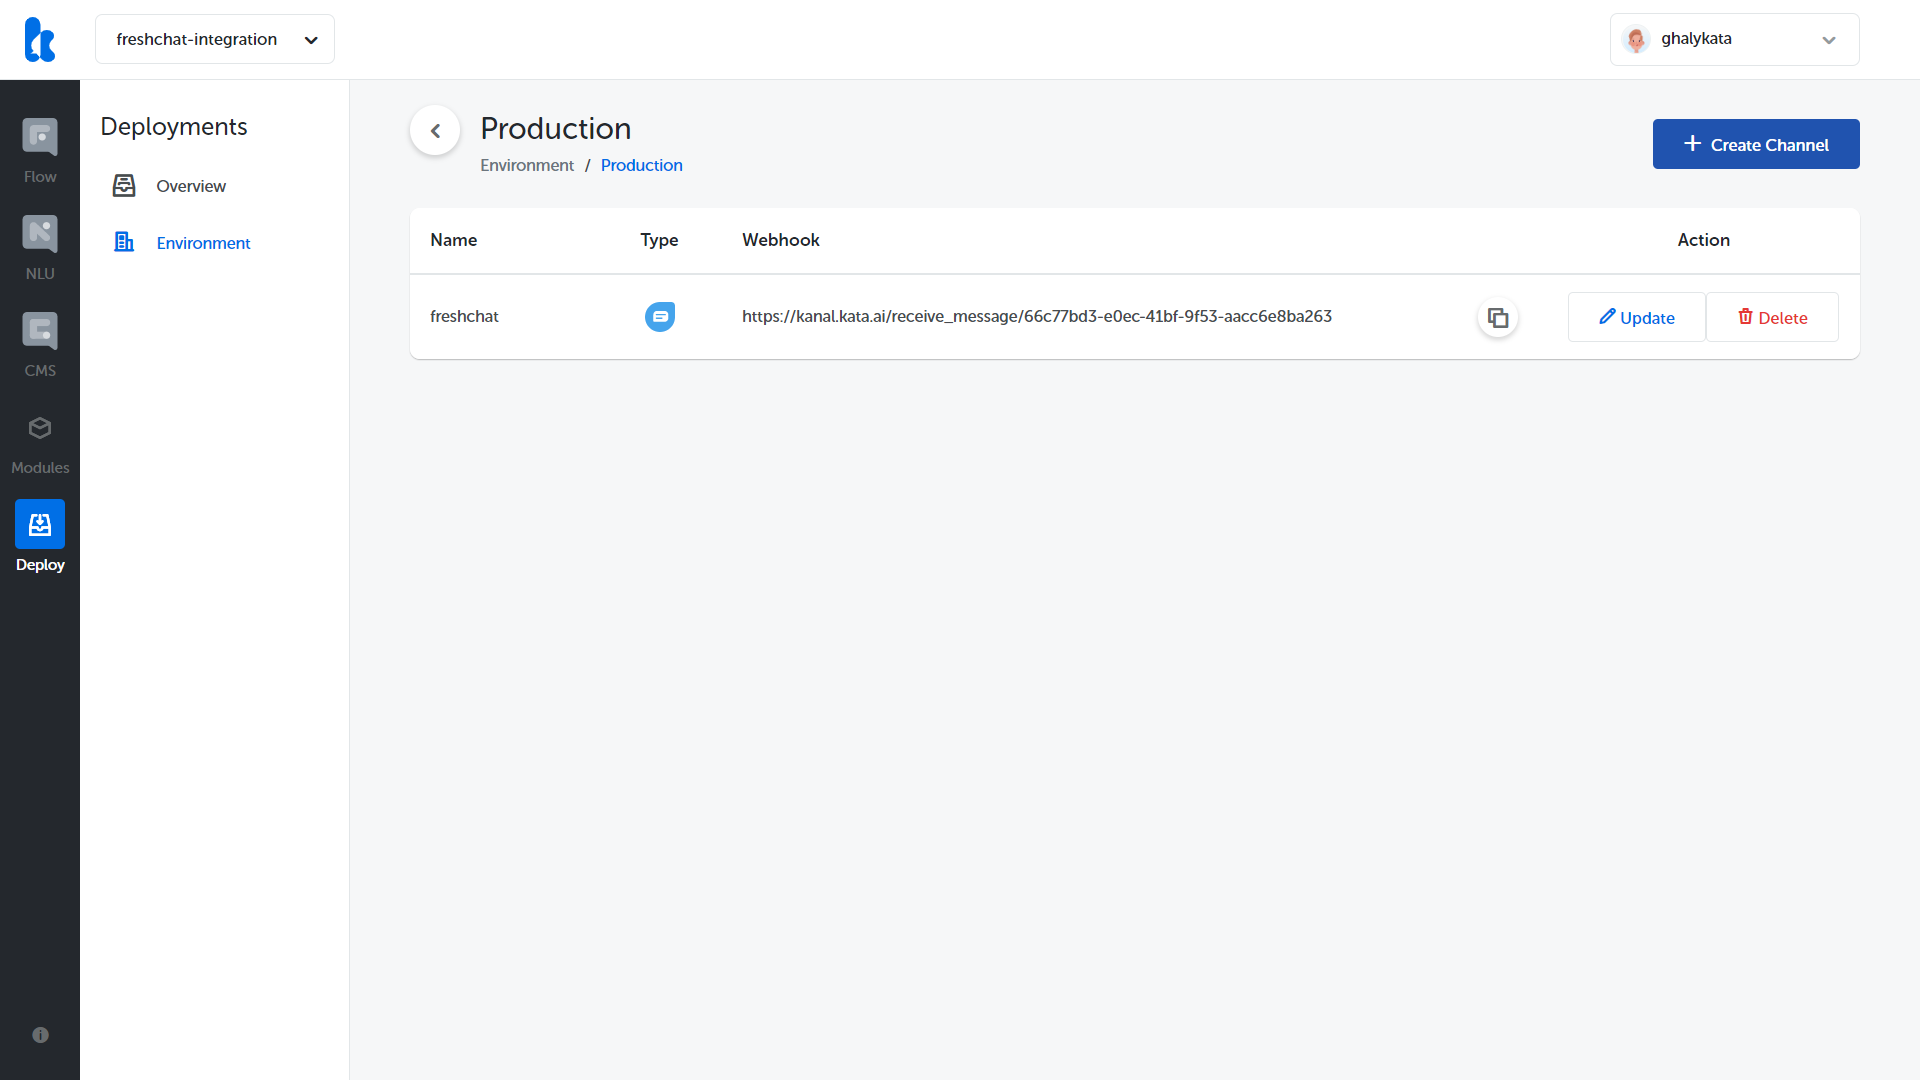 freshchat-integration
ghalykata
Flow
NLU
CMS
Modules
Deploy
Deployments
Overview
Environment
Production
Environment / Production
+ Create Channel
Name Type Webhook Action
freshchat https://kanal.kata.ai/receive_message/66c77bd3-e0ec-41bf-9f53-aacc6e8ba263 Update Delete